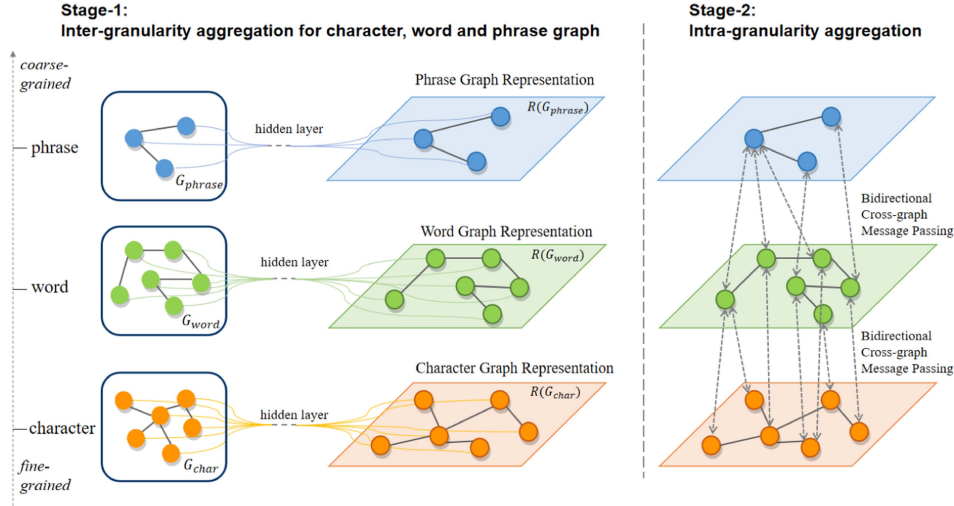 Stage-1:
Inter-granularity aggregation for character, word and phrase graph
Stage-2:
Intra-granularity aggregation
coarse-
grained
phrase
G_phrase
hidden layer
Phrase Graph Representation
R(G_phrase)
Bidirectional
Cross-graph
Message Passing
word
G_word
hidden layer
Word Graph Representation
R(G_word)
Bidirectional
Cross-graph
Message Passing
character
fine-
grained
G_char
hidden layer
Character Graph Representation
R(G_char)